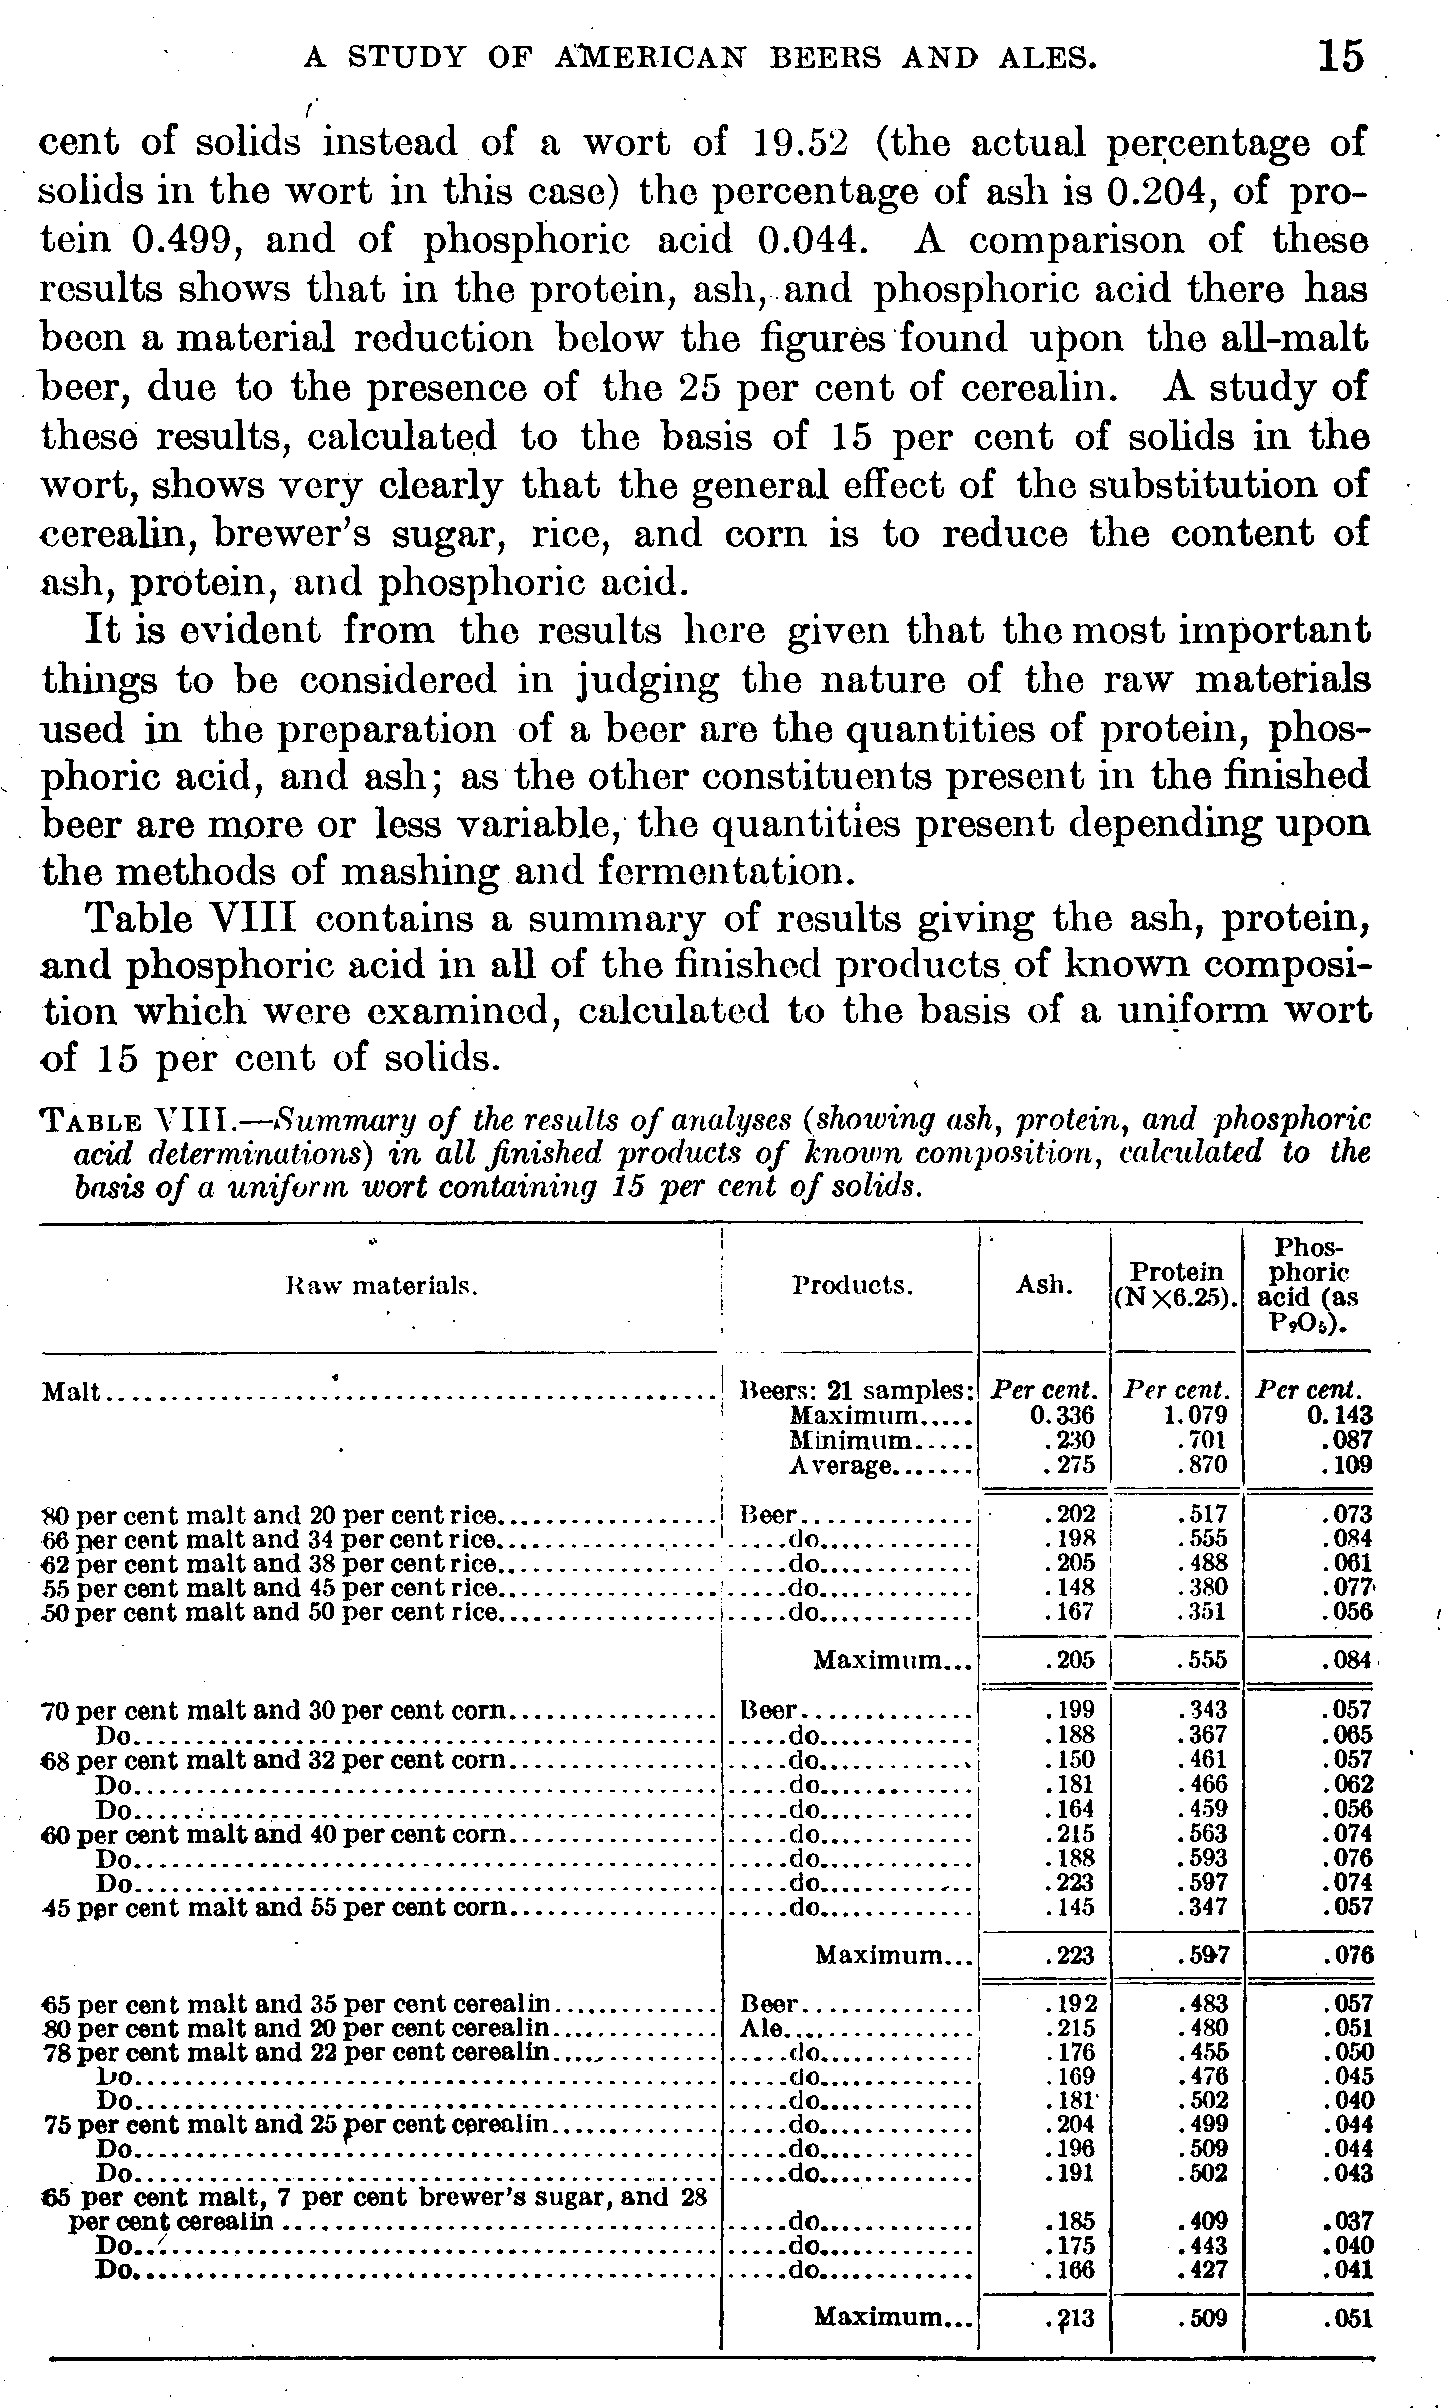 A STUDY OF AMERICAN BEERS AND ALES. 15
cent of solids instead of a wort of 19.52 (the actual percentage of
solids in the wort in this case) the percentage of ash is 0.204, of pro-
tein 0.499, and of phosphoric acid 0.044. A comparison of these
results shows that in the protein, ash, and phosphoric acid there has
been a material reduction below the figures found upon the all-malt
beer, due to the presence of the 25 per cent of cerealin. A study of
these results, calculated to the basis of 15 per cent of solids in the
wort, shows very clearly that the general effect of the substitution of
cerealin, brewer's sugar, rice, and corn is to reduce the content of
ash, protein, and phosphoric acid.
It is evident from the results here given that the most important
things to be considered in judging the nature of the raw materials
used in the preparation of a beer are the quantities of protein, phos-
phoric acid, and ash; as the other constituents present in the finished
beer are more or less variable, the quantities present depending upon
the methods of mashing and fermentation.
Table VIII contains a summary of results giving the ash, protein,
and phosphoric acid in all of the finished products of known composi-
tion which were examined, calculated to the basis of a uniform wort
of 15 per cent of solids.
TABLE VIII.—Summary of the results of analyses (showing ash, protein, and phosphoric
acid determinations) in all finished products of known composition, calculated to the
basis of a uniform wort containing 15 per cent of solids.
Raw materials. Products. Ash. Protein (N×6.25). Phos-phoric acid (as P2O5).
Malt Beers: 21 samples: Per cent. Per cent. Per cent.
Maximum 0.336 1.079 0.143
Minimum .230 .701 .087
Average .275 .870 .109
80 per cent malt and 20 per cent rice Beer .202 .517 .073
66 per cent malt and 34 per cent rice do .198 .555 .084
62 per cent malt and 38 per cent rice do .205 .488 .061
55 per cent malt and 45 per cent rice do .148 .380 .077
50 per cent malt and 50 per cent rice do .167 .351 .056
Maximum .205 .555 .084
70 per cent malt and 30 per cent corn Beer .199 .343 .057
Do do .188 .367 .065
68 per cent malt and 32 per cent corn do .150 .461 .057
Do do .181 .466 .062
Do do .164 .459 .056
60 per cent malt and 40 per cent corn do .215 .563 .074
Do do .188 .593 .076
Do do .223 .597 .074
45 per cent malt and 55 per cent corn do .145 .347 .057
Maximum .223 .597 .076
65 per cent malt and 35 per cent cerealin Beer .192 .483 .057
80 per cent malt and 20 per cent cerealin Ale .215 .480 .051
78 per cent malt and 22 per cent cerealin do .176 .455 .050
Do do .169 .476 .045
Do do .181 .502 .040
75 per cent malt and 25 per cent cerealin do .204 .499 .044
Do do .196 .509 .044
Do do .191 .502 .043
65 per cent malt, 7 per cent brewer's sugar, and 28
per cent cerealin do .185 .409 .037
Do do .175 .443 .040
Do do .166 .427 .041
Maximum .213 .509 .051